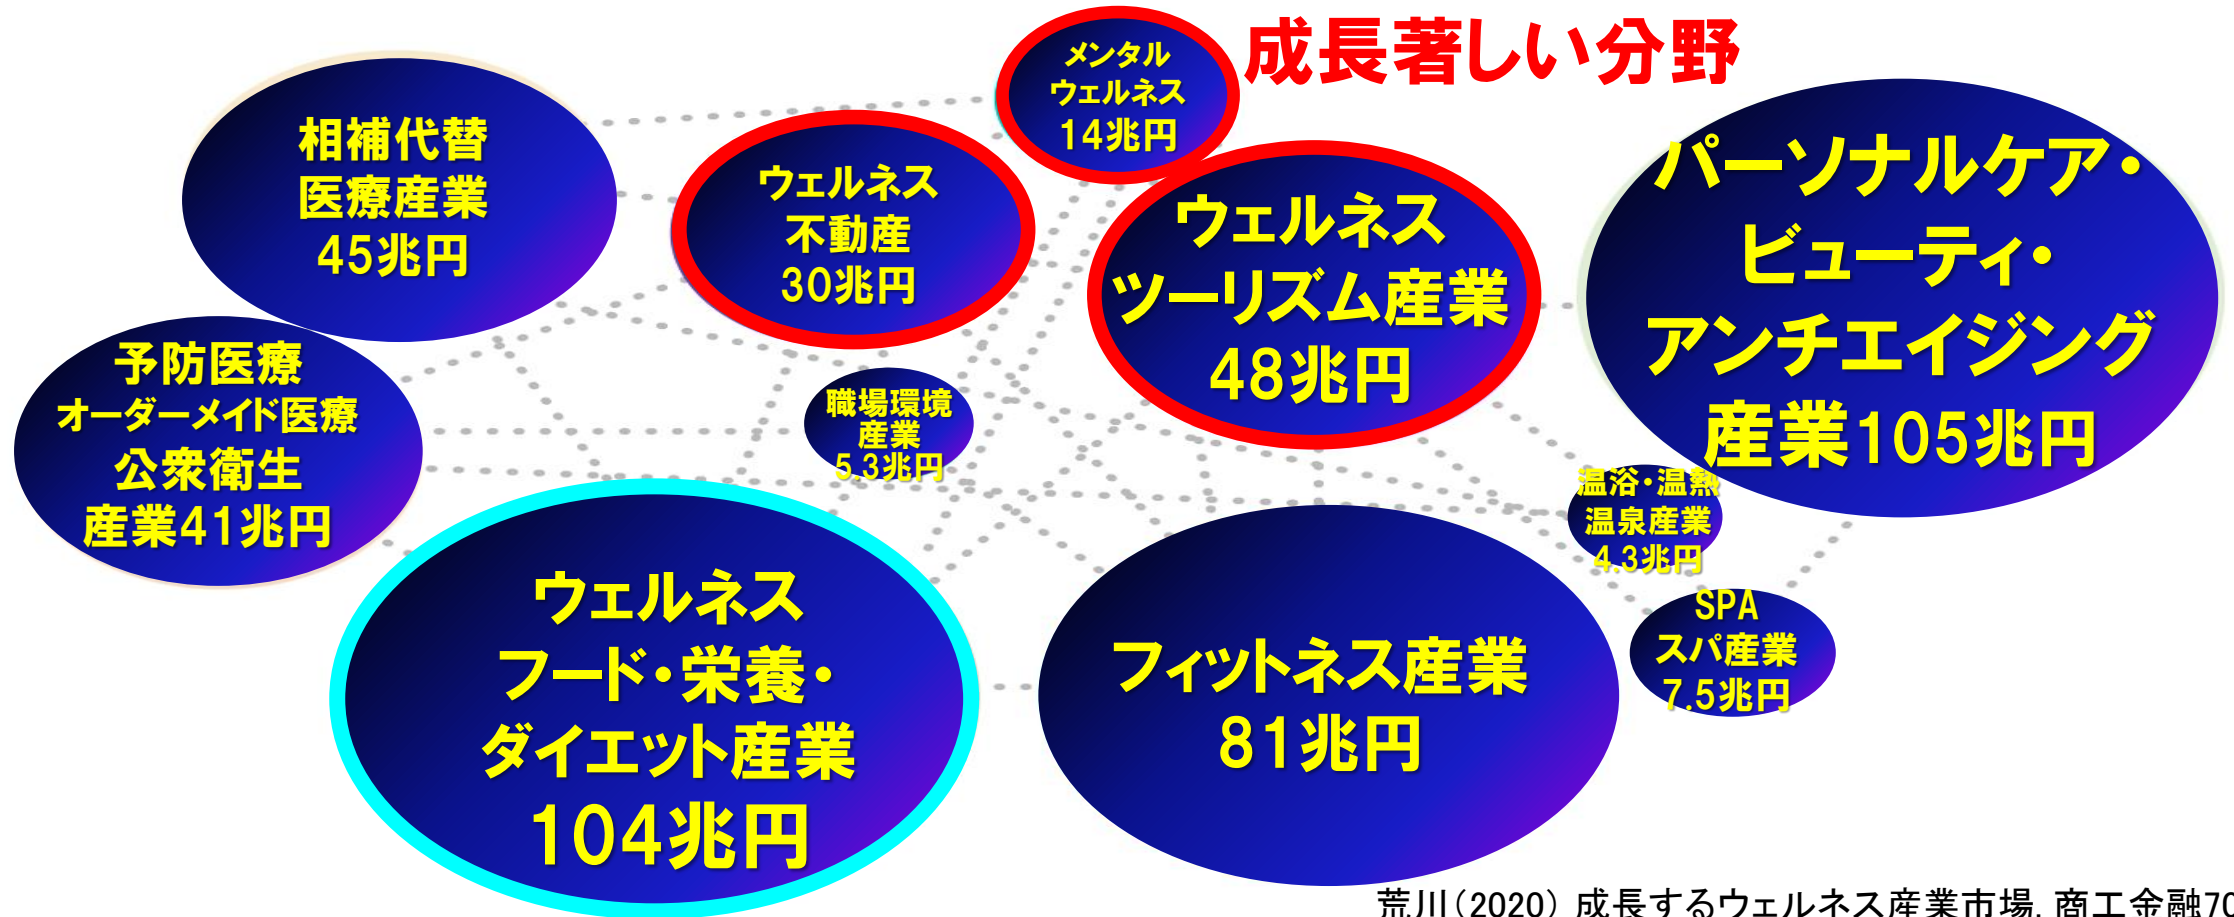 成長著しい分野
メンタル
ウェルネス
14兆円
相補代替
医療産業
45兆円
ウェルネス
不動産
30兆円
ウェルネス
ツーリズム産業
48兆円
パーソナルケア・
ビューティ・
アンチエイジング
産業105兆円
予防医療
オーダーメイド医療
公衆衛生
産業41兆円
職場環境
産業
5.3兆円
温浴・温熱
温泉産業
4.3兆円
SPA
スパ産業
7.5兆円
ウェルネス
フード・栄養・
ダイエット産業
104兆円
フィットネス産業
81兆円
荒川(2020) 成長するウェルネス産業市場. 商工金融70